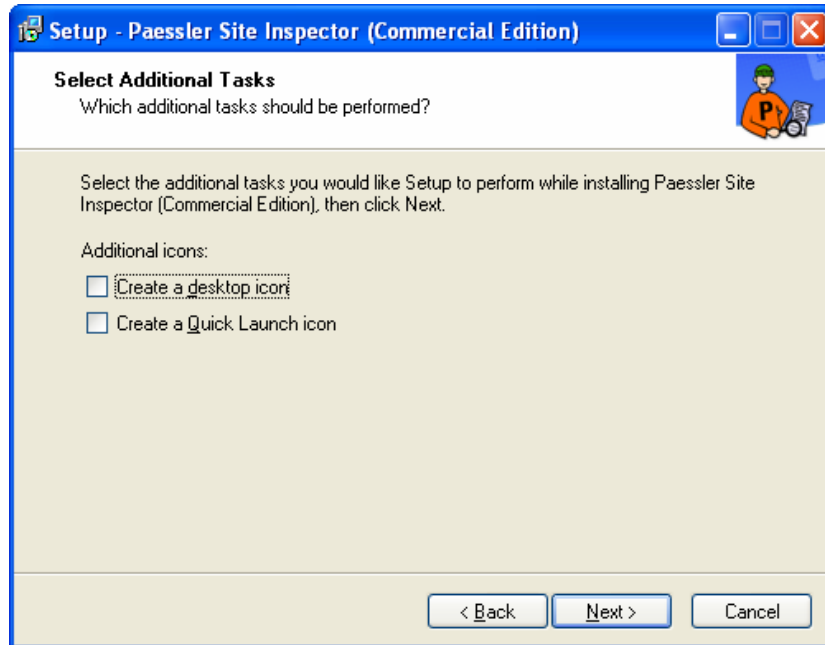 Setup - Paessler Site Inspector (Commercial Edition)
Select Additional Tasks
Which additional tasks should be performed?
P
Select the additional tasks you would like Setup to perform while installing Paessler Site
Inspector (Commercial Edition), then click Next.
Additional icons:
Create a desktop icon
Create a Quick Launch icon
< Back Next > Cancel